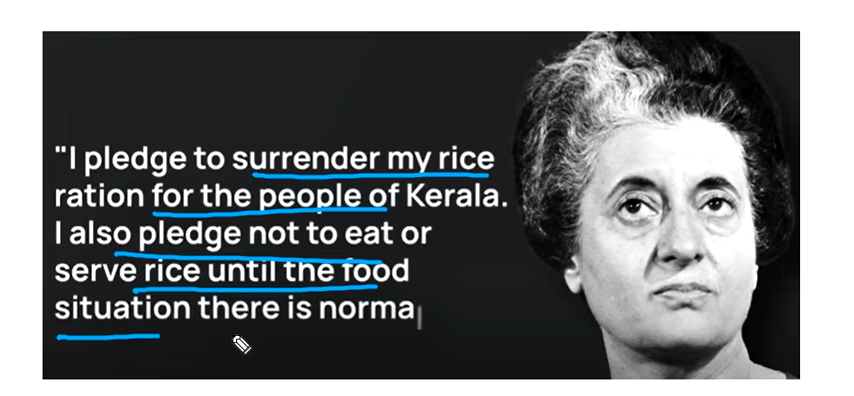 "I pledge to surrender my rice
ration for the people of Kerala.
I also pledge not to eat or
serve rice until the food
situation there is norma